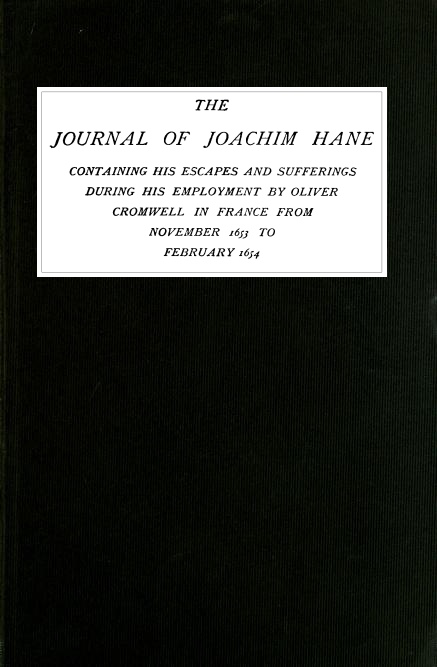 THE
JOURNAL OF JOACHIM HANE
CONTAINING HIS ESCAPES AND SUFFERINGS
DURING HIS EMPLOYMENT BY OLIVER
CROMWELL IN FRANCE FROM
NOVEMBER 1653 TO
FEBRUARY 1654